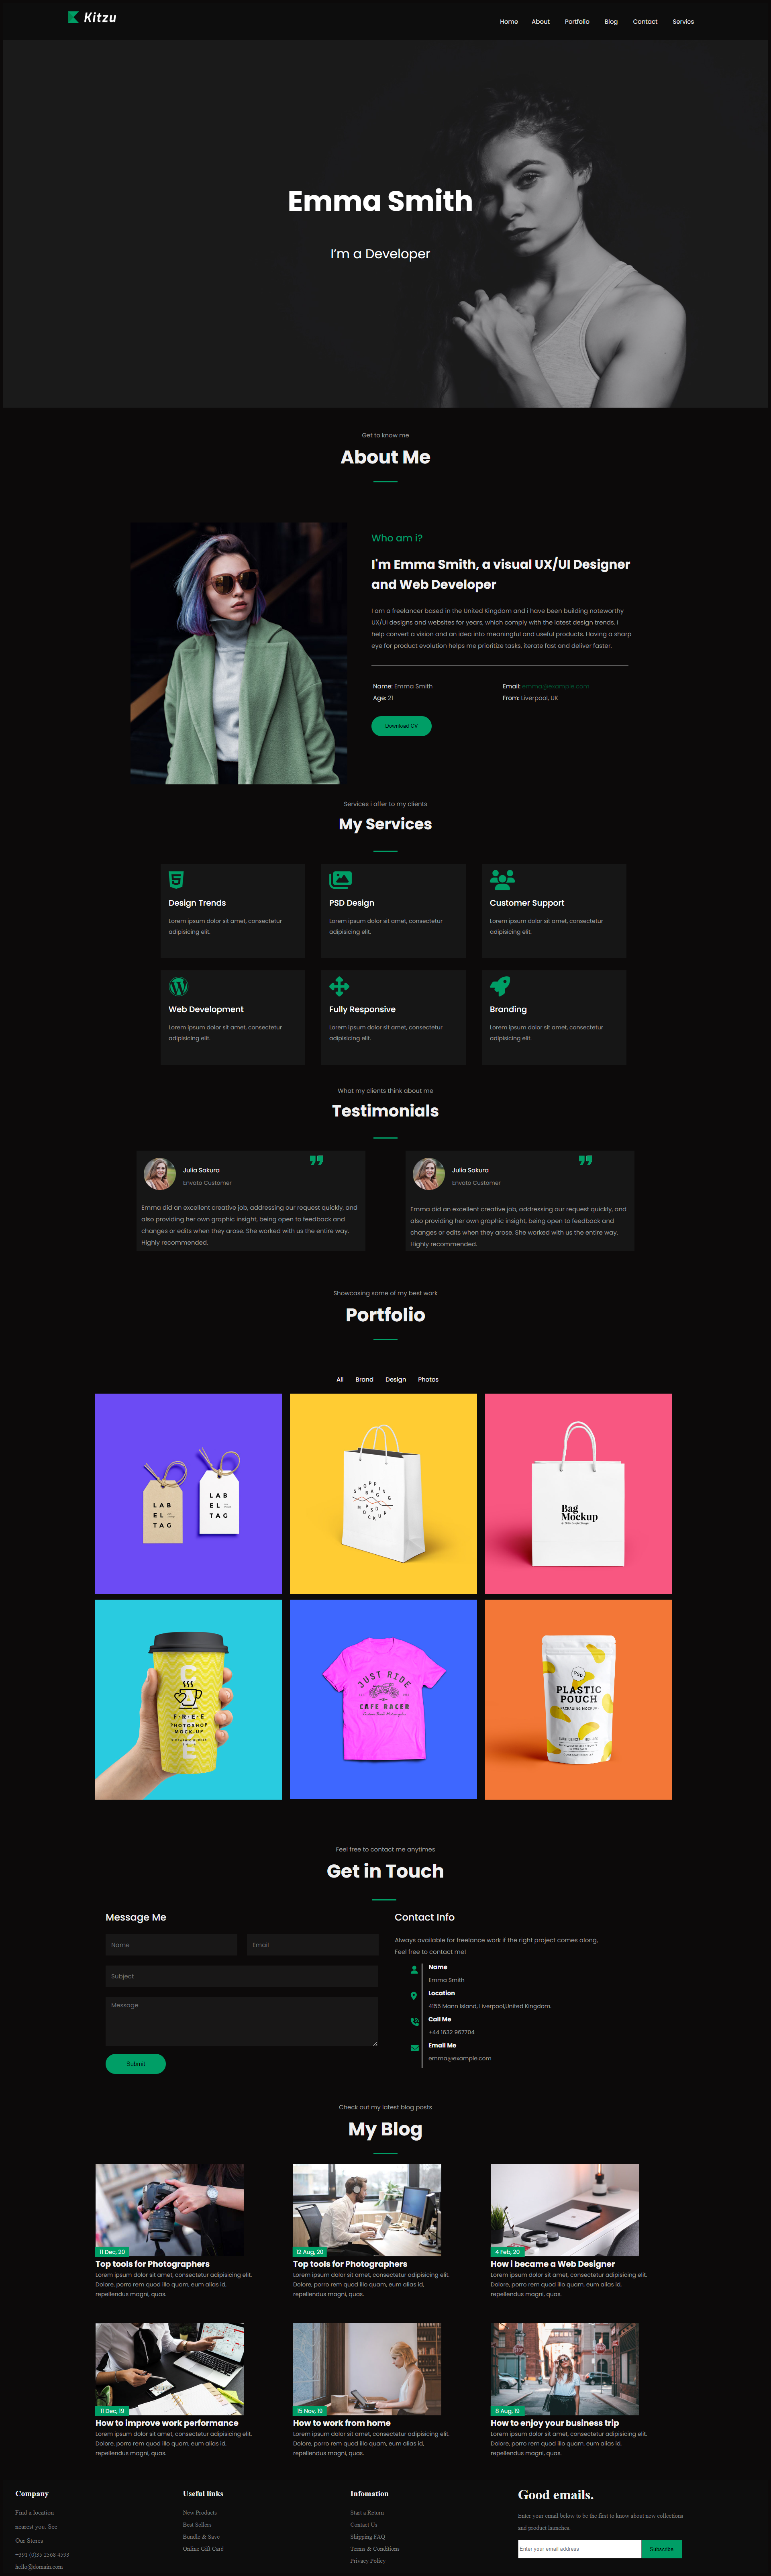 Kitzu
Home About Portfolio Blog Contact Servics
Emma Smith
I'm a Developer
Get to know me
About Me
Who am i?
I'm Emma Smith, a visual UX/UI Designer
and Web Developer
I am a freelancer based in the United Kingdom and i have been building noteworthy
UX/UI designs and websites for years, which comply with the latest design trends. I
help convert a vision and an idea into meaningful and useful products. Having a sharp
eye for product evolution helps me prioritize tasks, iterate fast and deliver faster.
Name: Emma Smith Email: emma@example.com
Age: 21 From: Liverpool, UK
Download CV
Services i offer to my clients
My Services
Design Trends
Lorem ipsum dolor sit amet, consectetur
adipisicing elit.
PSD Design
Lorem ipsum dolor sit amet, consectetur
adipisicing elit.
Customer Support
Lorem ipsum dolor sit amet, consectetur
adipisicing elit.
Web Development
Lorem ipsum dolor sit amet, consectetur
adipisicing elit.
Fully Responsive
Lorem ipsum dolor sit amet, consectetur
adipisicing elit.
Branding
Lorem ipsum dolor sit amet, consectetur
adipisicing elit.
What my clients think about me
Testimonials
Julia Sakura
Envato Customer
Emma did an excellent creative job, addressing our request quickly, and
also providing her own graphic insight, being open to feedback and
changes or edits when they arose. She worked with us the entire way.
Highly recommended.
Julia Sakura
Envato Customer
Emma did an excellent creative job, addressing our request quickly, and
also providing her own graphic insight, being open to feedback and
changes or edits when they arose. She worked with us the entire way.
Highly recommended.
Showcasing some of my best work
Portfolio
All Brand Design Photos
LAB
EL
TAG
LAB
EL
TAG
SHOPPING
BAG
PSD
MOCKUP
Bag
Mockup
FREE
PHOTOSHOP
MOCK-UP
JUST RIDE
CAFE RACER
PSD
PLASTIC
POUCH
PACKAGING MOCKUP
Feel free to contact me anytimes
Get in Touch
Message Me
Name
Email
Subject
Message
Submit
Contact Info
Always available for freelance work if the right project comes along,
Feel free to contact me!
Name
Emma Smith
Location
4155 Mann Island, Liverpool,United Kingdom.
Call Me
+44 1632 967704
Email Me
emma@example.com
Check out my latest blog posts
My Blog
11 Dec, 20
Top tools for Photographers
Lorem ipsum dolor sit amet, consectetur adipisicing elit.
Dolore, porro rem quod illo quam, eum alias id,
repellendus magni, quas.
12 Aug, 20
Top tools for Photographers
Lorem ipsum dolor sit amet, consectetur adipisicing elit.
Dolore, porro rem quod illo quam, eum alias id,
repellendus magni, quas.
4 Feb, 20
How i became a Web Designer
Lorem ipsum dolor sit amet, consectetur adipisicing elit.
Dolore, porro rem quod illo quam, eum alias id,
repellendus magni, quas.
11 Dec, 19
How to improve work performance
Lorem ipsum dolor sit amet, consectetur adipisicing elit.
Dolore, porro rem quod illo quam, eum alias id,
repellendus magni, quas.
15 Nov, 19
How to work from home
Lorem ipsum dolor sit amet, consectetur adipisicing elit.
Dolore, porro rem quod illo quam, eum alias id,
repellendus magni, quas.
8 Aug, 19
How to enjoy your business trip
Lorem ipsum dolor sit amet, consectetur adipisicing elit.
Dolore, porro rem quod illo quam, eum alias id,
repellendus magni, quas.
Company
Find a location
nearest you. See
Our Stores
+391 (0)35 2568 4593
hello@domain.com
Useful links
New Products
Best Sellers
Bundle & Save
Online Gift Card
Infomation
Start a Return
Contact Us
Shipping FAQ
Terms & Conditions
Privacy Policy
Good emails.
Enter your email below to be the first to know about new collections
and product launches.
Enter your email address
Subscribe